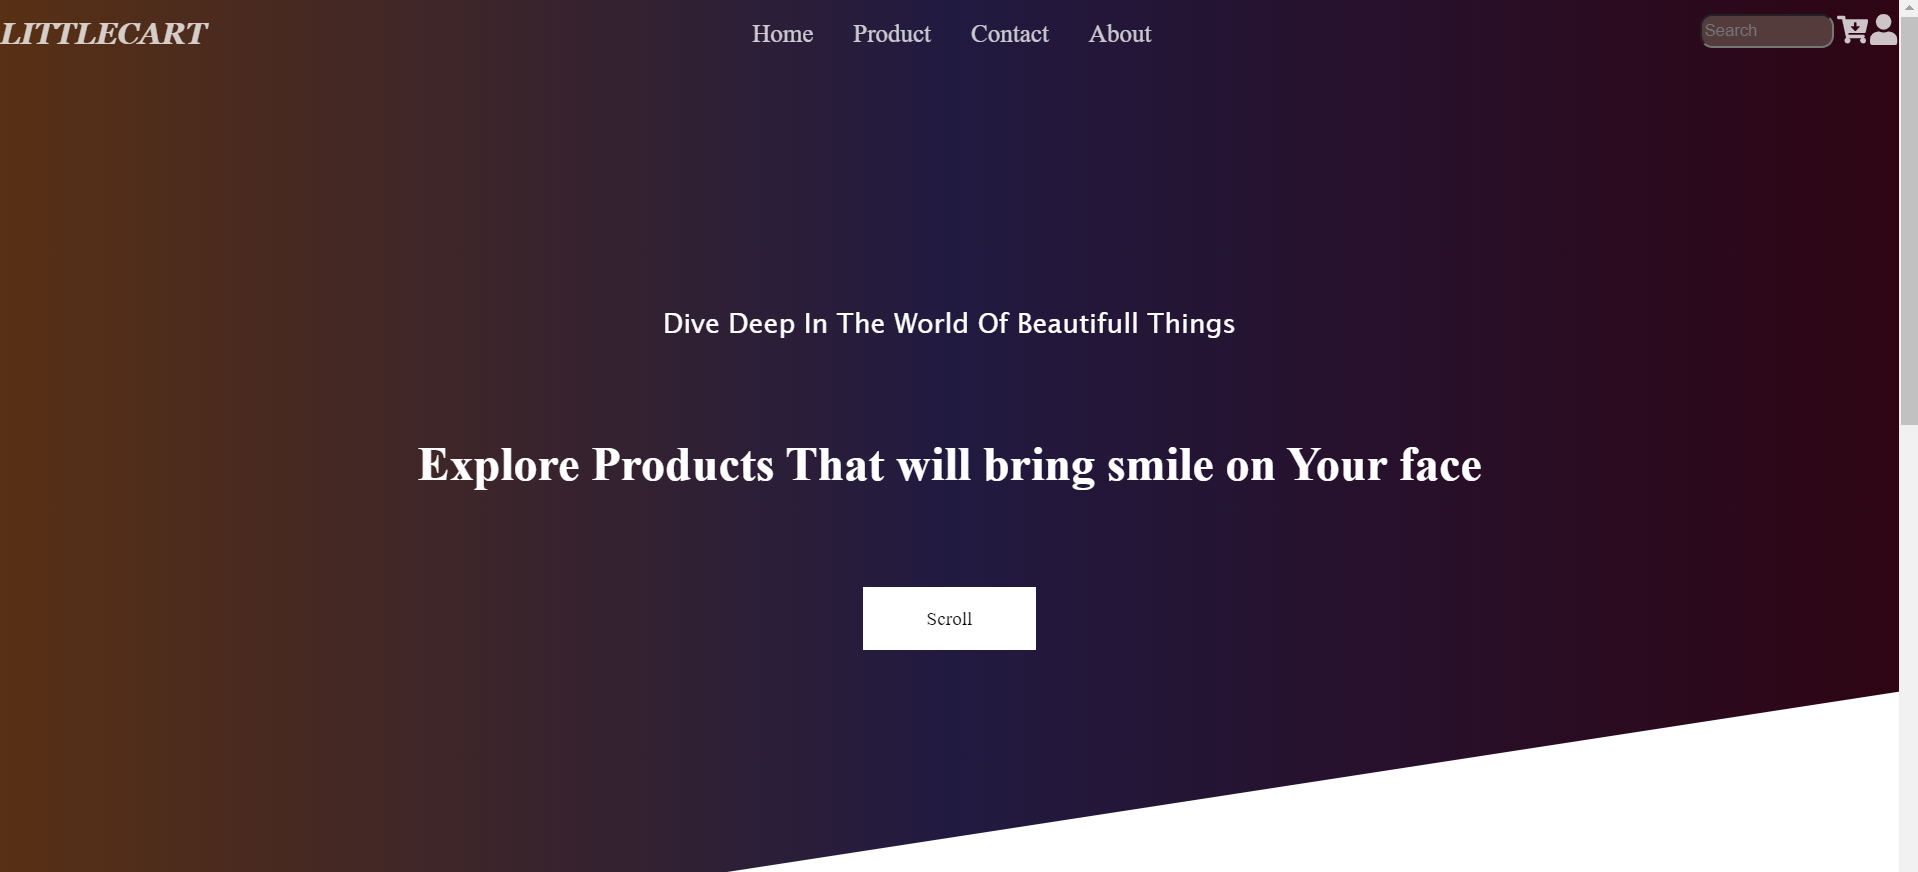 LITTLECART
Home Product Contact About
Search
Dive Deep In The World Of Beautifull Things
Explore Products That will bring smile on Your face
Scroll